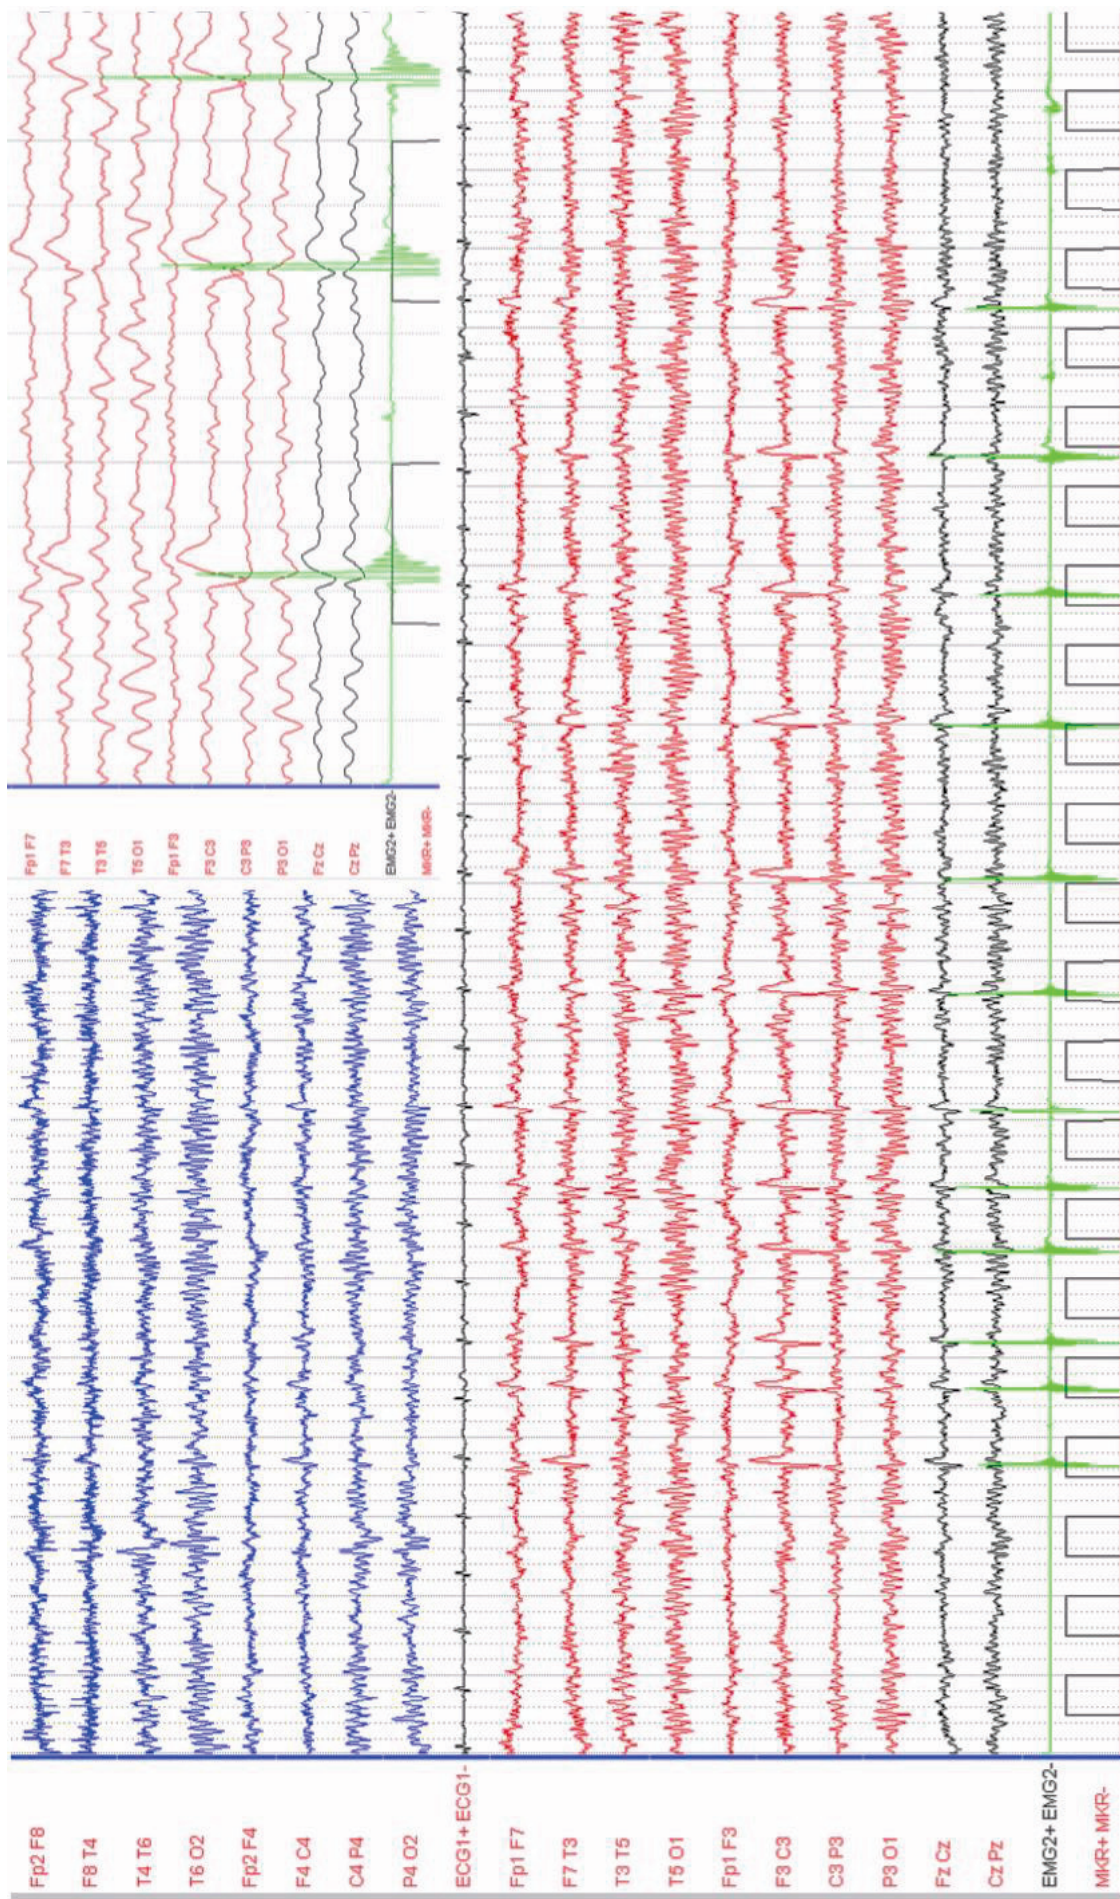 Fp2 F8
F8 T4
T4 T6
T6 O2
Fp2 F4
F4 C4
C4 P4
P4 O2
ECG1+ ECG1-
Fp1 F7
F7 T3
T3 T5
T5 O1
Fp1 F3
F3 C3
C3 P3
P3 O1
Fz Cz
Cz Pz
EMG2+ EMG2-
MKR+ MKR-
Fp1 F7
F7 T3
T3 T5
T5 O1
Fp1 F3
F3 C3
C3 P3
P3 O1
Fz Cz
Cz Pz
EMG2+ EMG2-
MKR+ MKR-